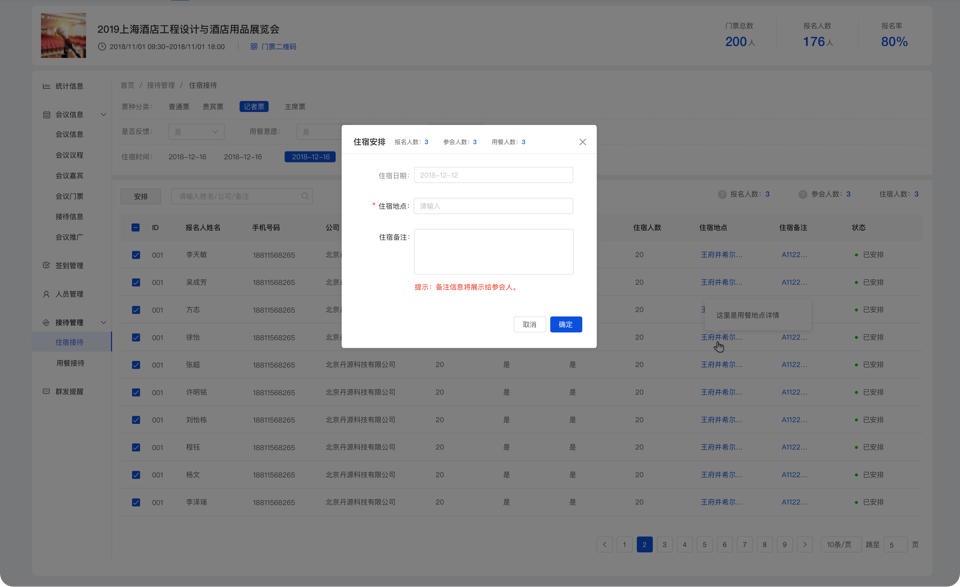 2019上海酒店工程设计与酒店用品展览会
2018/11/01 09:30~2018/11/01 18:00 门票二维码
门票总数 报名人数 报名率
200人 176人 80%
统计信息
会议信息
会议信息
会议议程
会议嘉宾
会议门票
接待信息
会议推广
签到管理
人员管理
接待管理
住宿接待
用餐接待
群发提醒
首页 / 接待管理 / 住宿接待
票种分类: 普通票 贵宾票 记者票 主席票
是否反馈: 是 用餐意愿: 是
住宿时间: 2018-12-16 2018-12-16 2018-12-16
安排 请输入姓名/公司/备注 报名人数: 3 参会人数: 3 住宿人数: 3
ID 报名人姓名 手机号码 公司 住宿人数 住宿地点 住宿备注 状态
001 李天敏 18811568265 北京 20 王府井希尔... A1122... 已安排
001 吴成芳 18811568265 北京 20 王府井希尔... A1122... 已安排
001 方志 18811568265 北京 20 A1122... 已安排
这里是用餐地点详情
001 徐怡 18811568265 北京 20 王府井希尔... A1122... 已安排
001 张超 18811568265 北京丹源科技有限公司 20 是 是 20 王府井希尔... A1122... 已安排
001 许明铭 18811568265 北京丹源科技有限公司 20 是 是 20 王府井希尔... A1122... 已安排
001 刘怡栋 18811568265 北京丹源科技有限公司 20 是 是 20 王府井希尔... A1122... 已安排
001 程钰 18811568265 北京丹源科技有限公司 20 是 是 20 王府井希尔... A1122... 已安排
001 杨文 18811568265 北京丹源科技有限公司 20 是 是 20 王府井希尔... A1122... 已安排
001 李泽瑞 18811568265 北京丹源科技有限公司 20 是 是 20 王府井希尔... A1122... 已安排
1 2 3 4 5 6 7 8 9 10条/页 跳至 5 页
住宿安排 报名人数: 3 参会人数: 3 用餐人数: 3
住宿日期: 2018-12-12
* 住宿地点: 请输入
住宿备注:
提示: 备注信息将展示给参会人。
取消 确定